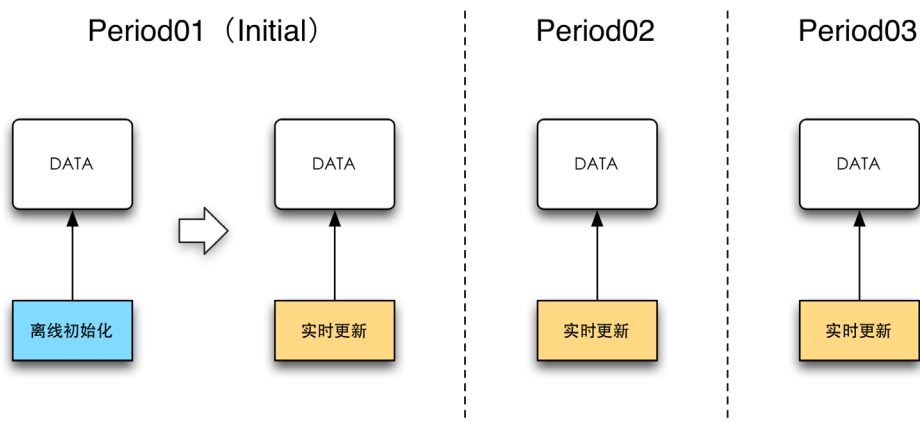 Period01（Initial）
Period02
Period03
DATA
DATA
DATA
DATA
离线初始化
实时更新
实时更新
实时更新